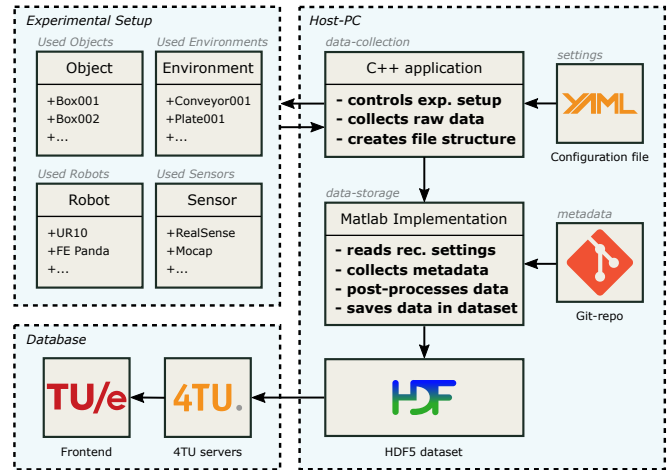 Experimental Setup
Used Objects
Object
+Box001
+Box002
+...
Used Environments
Environment
+Conveyor001
+Plate001
+...
Used Robots
Robot
+UR10
+FE Panda
+...
Used Sensors
Sensor
+RealSense
+Mocap
+...
Host-PC
data-collection
C++ application
- controls exp. setup
- collects raw data
- creates file structure
settings
YAML
Configuration file
data-storage
Matlab Implementation
- reads rec. settings
- collects metadata
- post-processes data
- saves data in dataset
metadata
Git-repo
HDF
HDF5 dataset
Database
TU/e
Frontend
4TU.
4TU servers